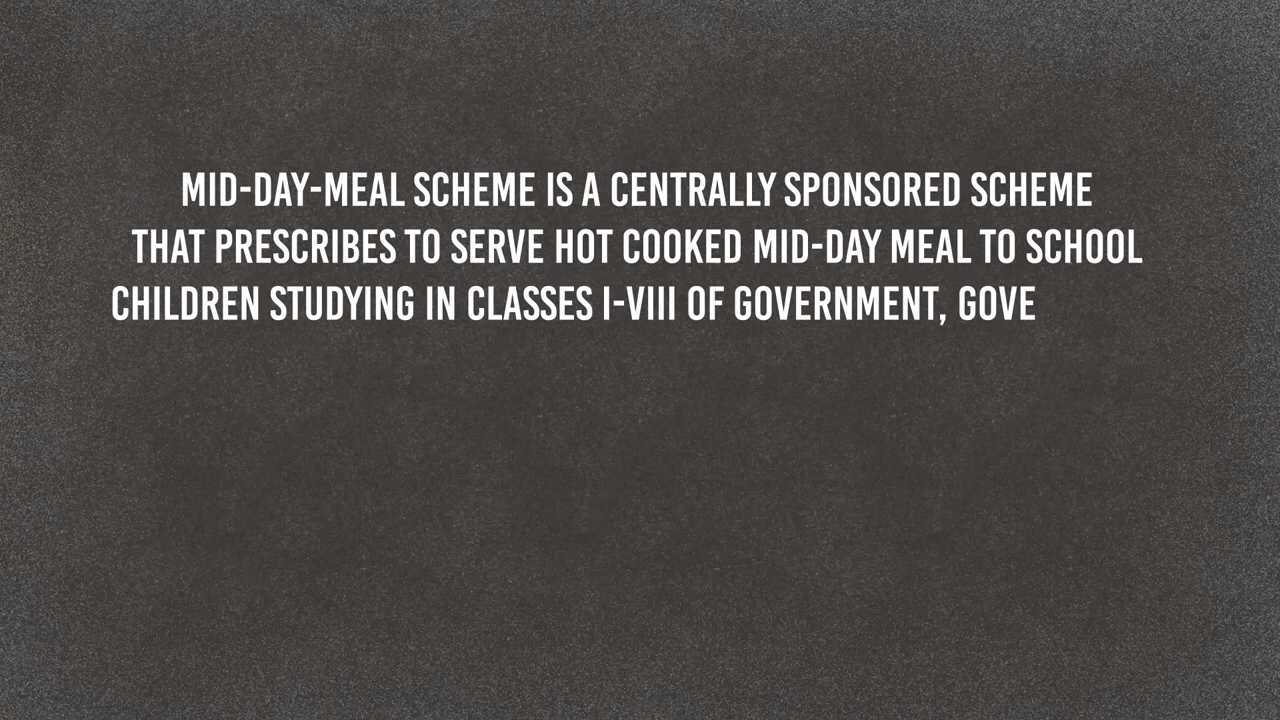 MID-DAY-MEAL SCHEME IS A CENTRALLY SPONSORED SCHEME
THAT PRESCRIBES TO SERVE HOT COOKED MID-DAY MEAL TO SCHOOL
CHILDREN STUDYING IN CLASSES I-VIII OF GOVERNMENT, GOVE